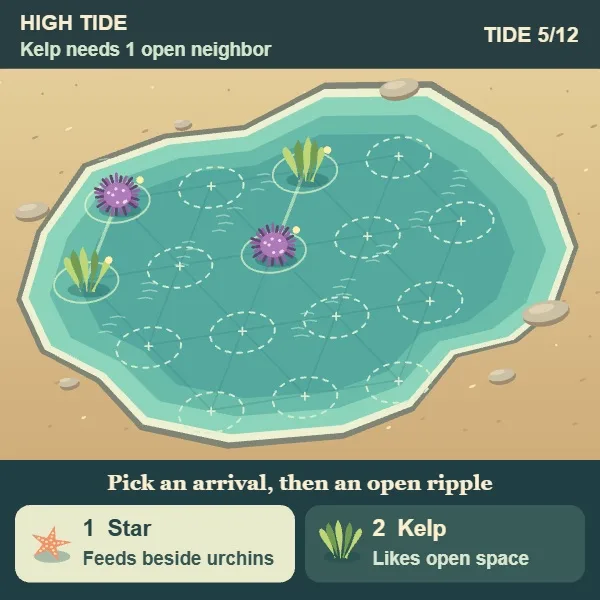 HIGH TIDE
Kelp needs 1 open neighbor
TIDE 5/12
Pick an arrival, then an open ripple
1 Star
Feeds beside urchins
2 Kelp
Likes open space